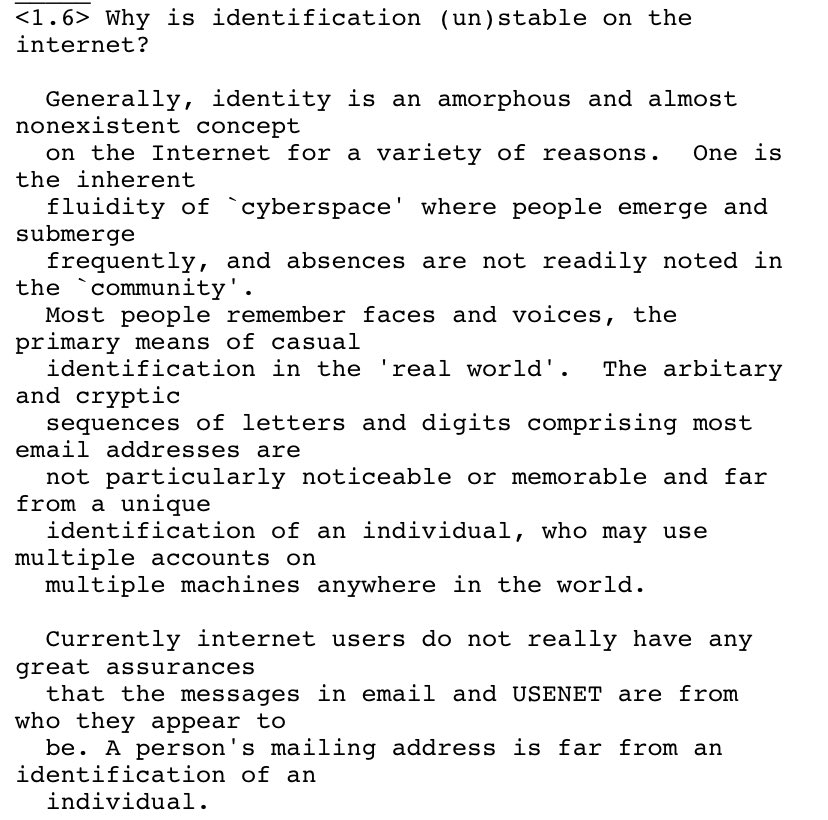 <1.6> Why is identification (un)stable on the
internet?

  Generally, identity is an amorphous and almost
nonexistent concept
  on the Internet for a variety of reasons.  One is
the inherent
  fluidity of `cyberspace' where people emerge and
submerge
  frequently, and absences are not readily noted in
the `community'.
  Most people remember faces and voices, the
primary means of casual
  identification in the 'real world'.  The arbitary
and cryptic
  sequences of letters and digits comprising most
email addresses are
  not particularly noticeable or memorable and far
from a unique
  identification of an individual, who may use
multiple accounts on
  multiple machines anywhere in the world.

  Currently internet users do not really have any
great assurances
  that the messages in email and USENET are from
who they appear to
  be. A person's mailing address is far from an
identification of an
  individual.